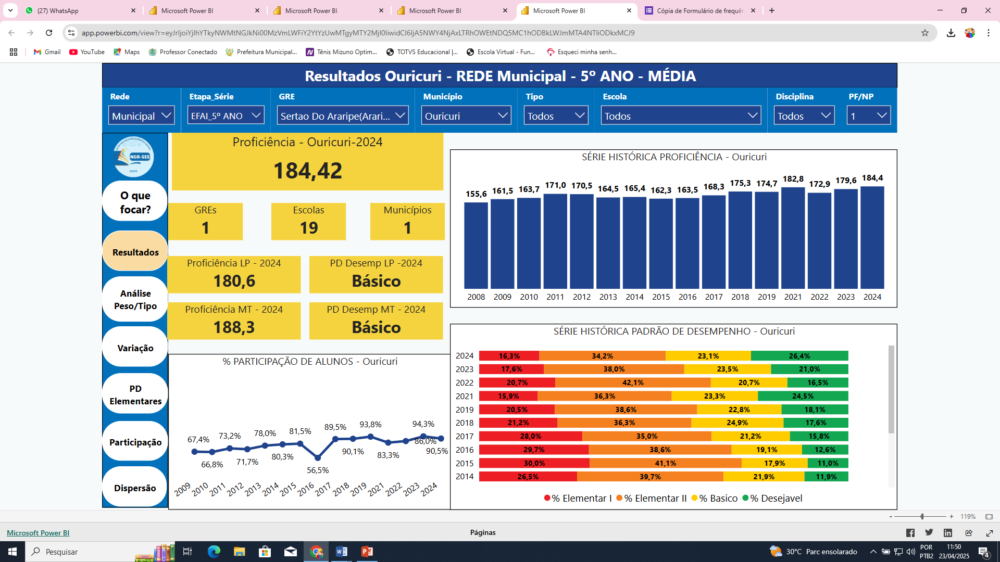 (27) WhatsApp
Microsoft Power BI
Microsoft Power BI
Microsoft Power BI
Microsoft Power BI
Cópia de Formulário de frequên
app.powerbi.com/view?r=
Gmail
YouTube
Maps
Professor Conectado
Prefeitura Municipal...
Tênis Mizuno Optim...
TOTVS Educacional |...
Escola Virtual - Fun...
Esqueci minha senh...
Resultados Ouricuri - REDE Municipal - 5º ANO - MÉDIA
Rede
Etapa_Série
GRE
Município
Tipo
Escola
Disciplina
PF/NP
Municipal
EFAI_5º ANO
Sertao Do Araripe(Arari...
Ouricuri
Todos
Todos
Todos
1
NGR-SEE
O que
focar?
Resultados
Análise
Peso/Tipo
Variação
PD
Elementares
Participação
Dispersão
Proficiência - Ouricuri-2024
184,42
GREs
1
Escolas
19
Municípios
1
Proficiência LP - 2024
180,6
PD Desemp LP -2024
Básico
Proficiência MT - 2024
188,3
PD Desemp MT - 2024
Básico
% PARTICIPAÇÃO DE ALUNOS - Ouricuri
67,4% 66,8% 73,2% 71,7% 78,0% 80,3% 81,5% 56,5% 89,5% 90,1% 93,8% 83,3% 86,0% 94,3% 90,5%
2009 2010 2011 2012 2013 2014 2015 2016 2017 2018 2019 2021 2022 2023 2024
SÉRIE HISTÓRICA PROFICIÊNCIA - Ouricuri
155,6 161,5 163,7 171,0 170,5 164,5 165,4 162,3 163,5 168,3 175,3 174,7 182,8 172,9 179,6 184,4
2008 2009 2010 2011 2012 2013 2014 2015 2016 2017 2018 2019 2021 2022 2023 2024
SÉRIE HISTÓRICA PADRÃO DE DESEMPENHO - Ouricuri
2024 16,3% 34,2% 23,1% 26,4%
2023 17,6% 38,0% 23,5% 21,0%
2022 20,7% 42,1% 20,7% 16,5%
2021 15,9% 36,3% 23,3% 24,5%
2019 20,5% 38,6% 22,8% 18,1%
2018 21,2% 36,3% 24,9% 17,6%
2017 28,0% 35,0% 21,2% 15,8%
2016 29,7% 38,6% 19,1% 12,6%
2015 30,0% 41,1% 17,9% 11,0%
2014 26,5% 39,7% 21,9% 11,9%
% Elementar I % Elementar II % Basico % Desejavel
- + 119%
Microsoft Power BI
Páginas
Pesquisar
30°C Parc ensolarado
POR
PTB2
11:50
23/04/2025
4